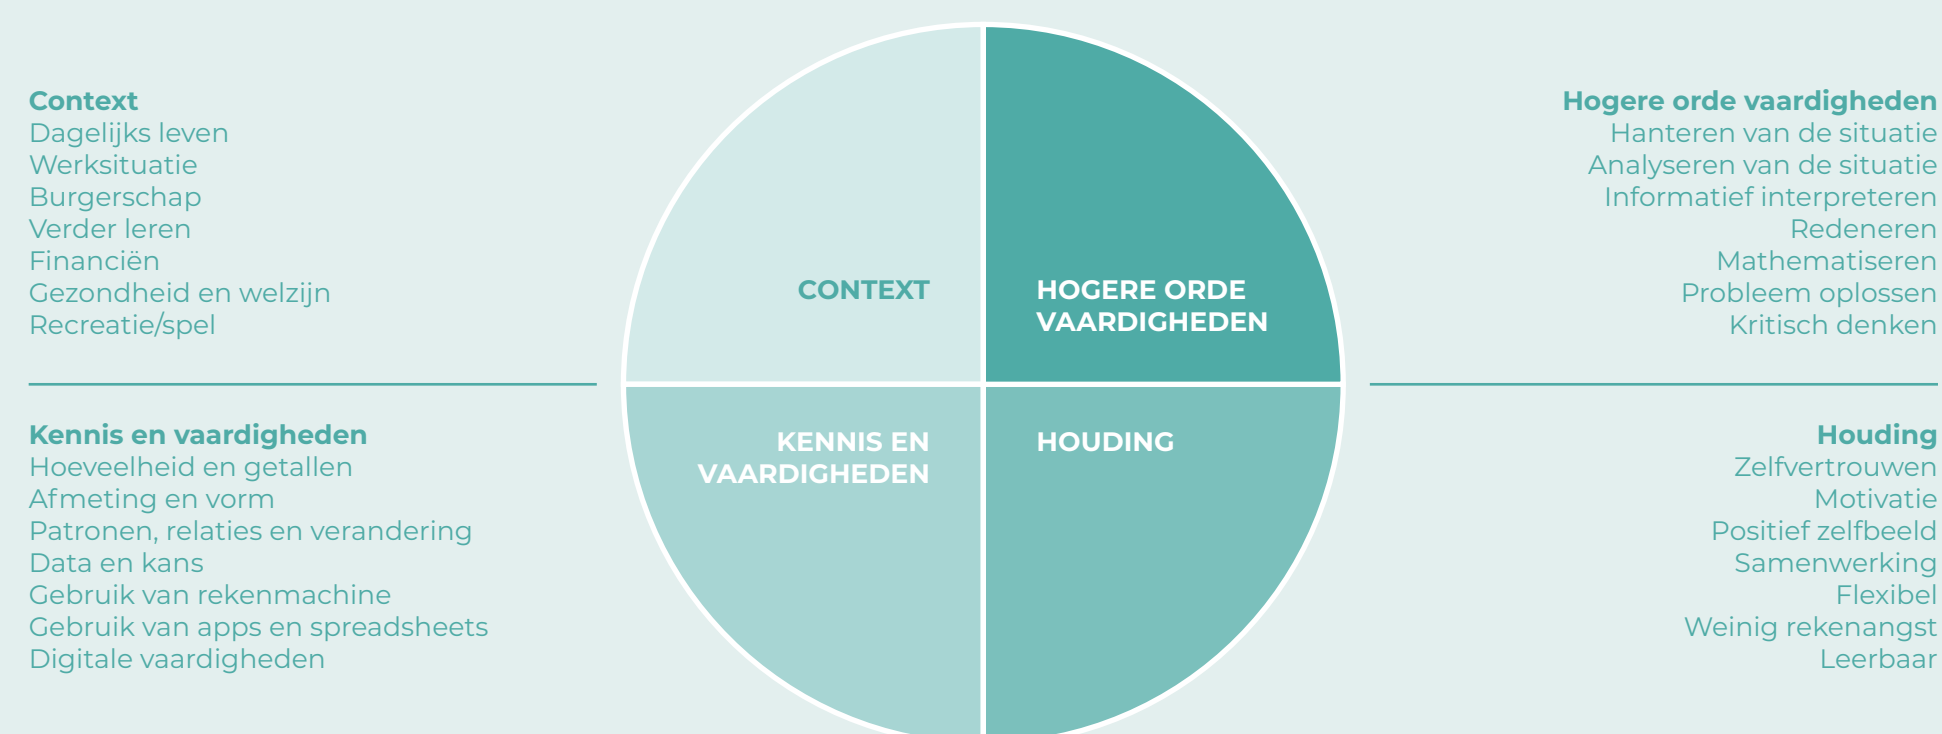 Context
Dagelijks leven
Werksituatie
Burgerschap
Verder leren
Financiën
Gezondheid en welzijn
Recreatie/spel
Kennis en vaardigheden
Hoeveelheid en getallen
Afmeting en vorm
Patronen, relaties en verandering
Data en kans
Gebruik van rekenmachine
Gebruik van apps en spreadsheets
Digitale vaardigheden
CONTEXT
HOGERE ORDE
VAARDIGHEDEN
KENNIS EN
VAARDIGHEDEN
HOUDING
Hogere orde vaardigheden
Hanteren van de situatie
Analyseren van de situatie
Informatief interpreteren
Redeneren
Mathematiseren
Probleem oplossen
Kritisch denken
Houding
Zelfvertrouwen
Motivatie
Positief zelfbeeld
Samenwerking
Flexibel
Weinig rekenangst
Leerbaar